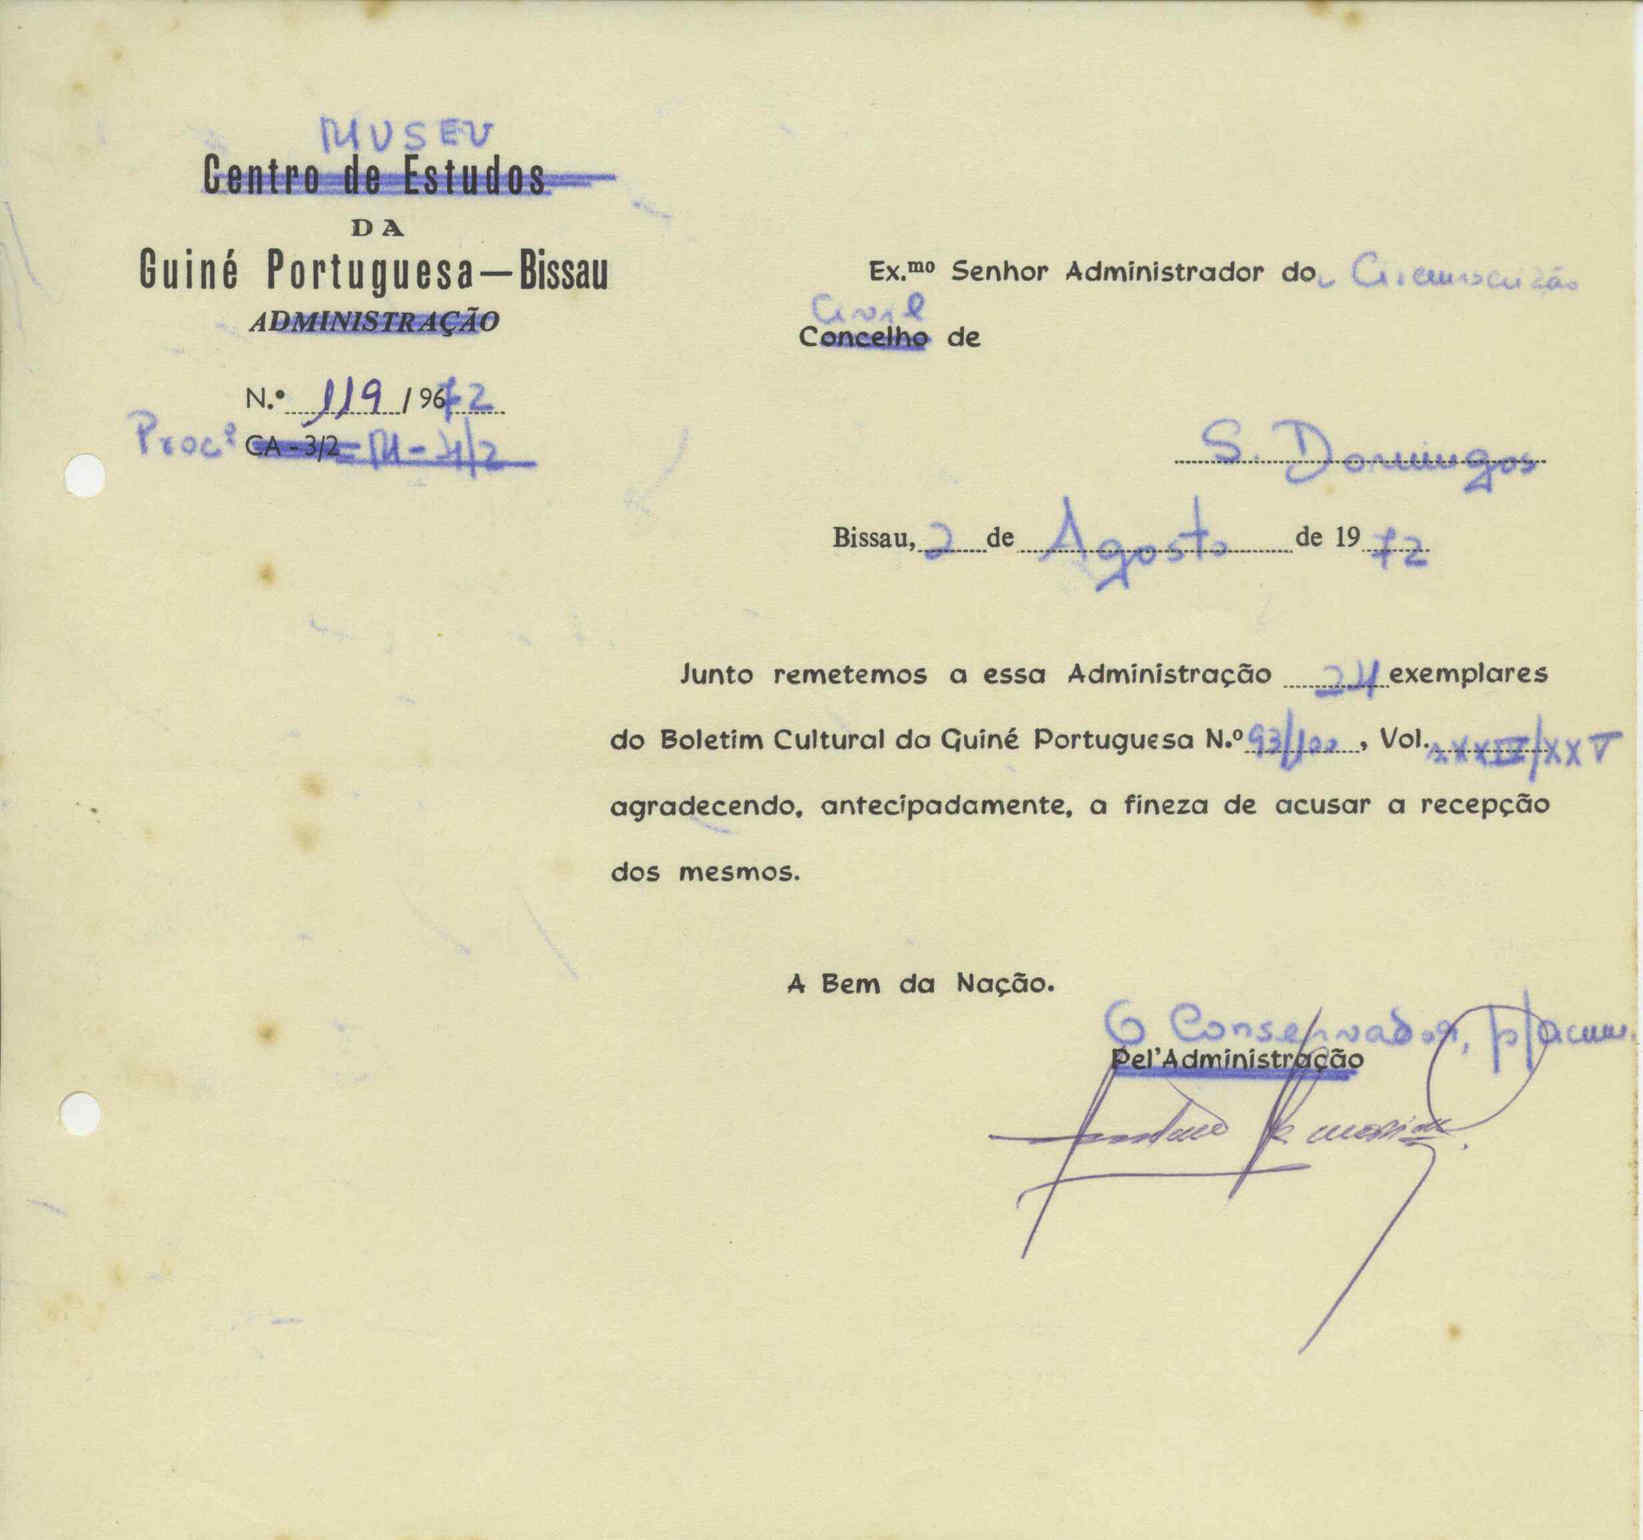 MUSEU
Centro de Estudos
DA
Guiné Portuguesa—Bissau
ADMINISTRAÇÃO
N.º 119 / 1972
Proc.º CA - 3/2 = M - 4/2
Ex.mo Senhor Administrador da Circunscrição
Civil
Concelho de
S. Domingos
Bissau, 2 de Agosto de 1972
Junto remetemos a essa Administração 24 exemplares
do Boletim Cultural da Guiné Portuguesa N.º 93/100, Vol. XXIV/XXV
agradecendo, antecipadamente, a fineza de acusar a recepção
dos mesmos.
A Bem da Nação.
O Conservador, p/acum.
Pel'Administração